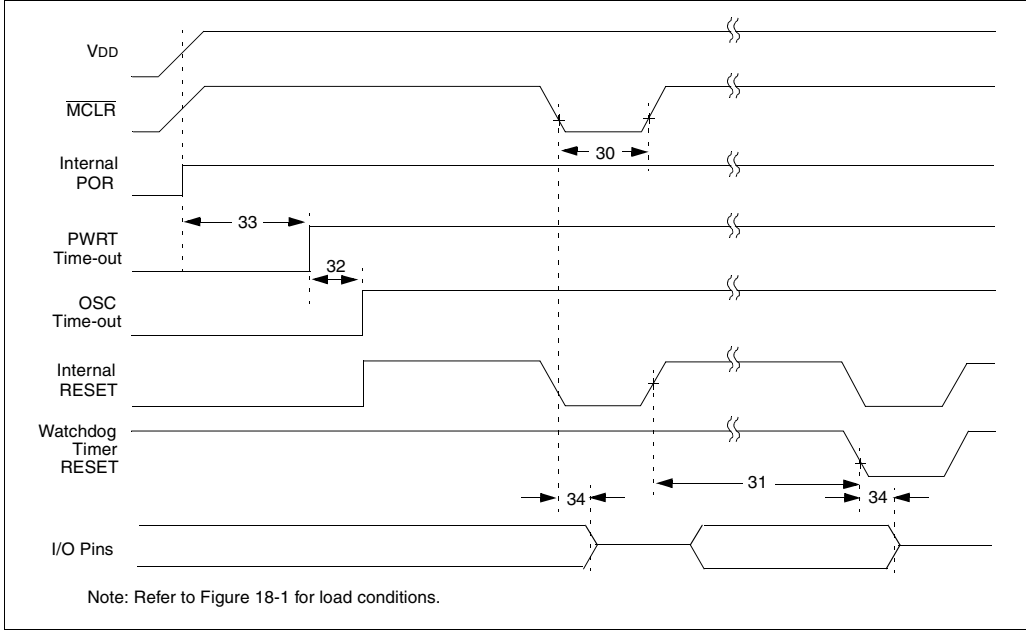 VDD
MCLR
30
Internal
POR
33
PWRT
Time-out
32
OSC
Time-out
Internal
RESET
Watchdog
Timer
RESET
31
34
34
I/O Pins
Note: Refer to Figure 18-1 for load conditions.